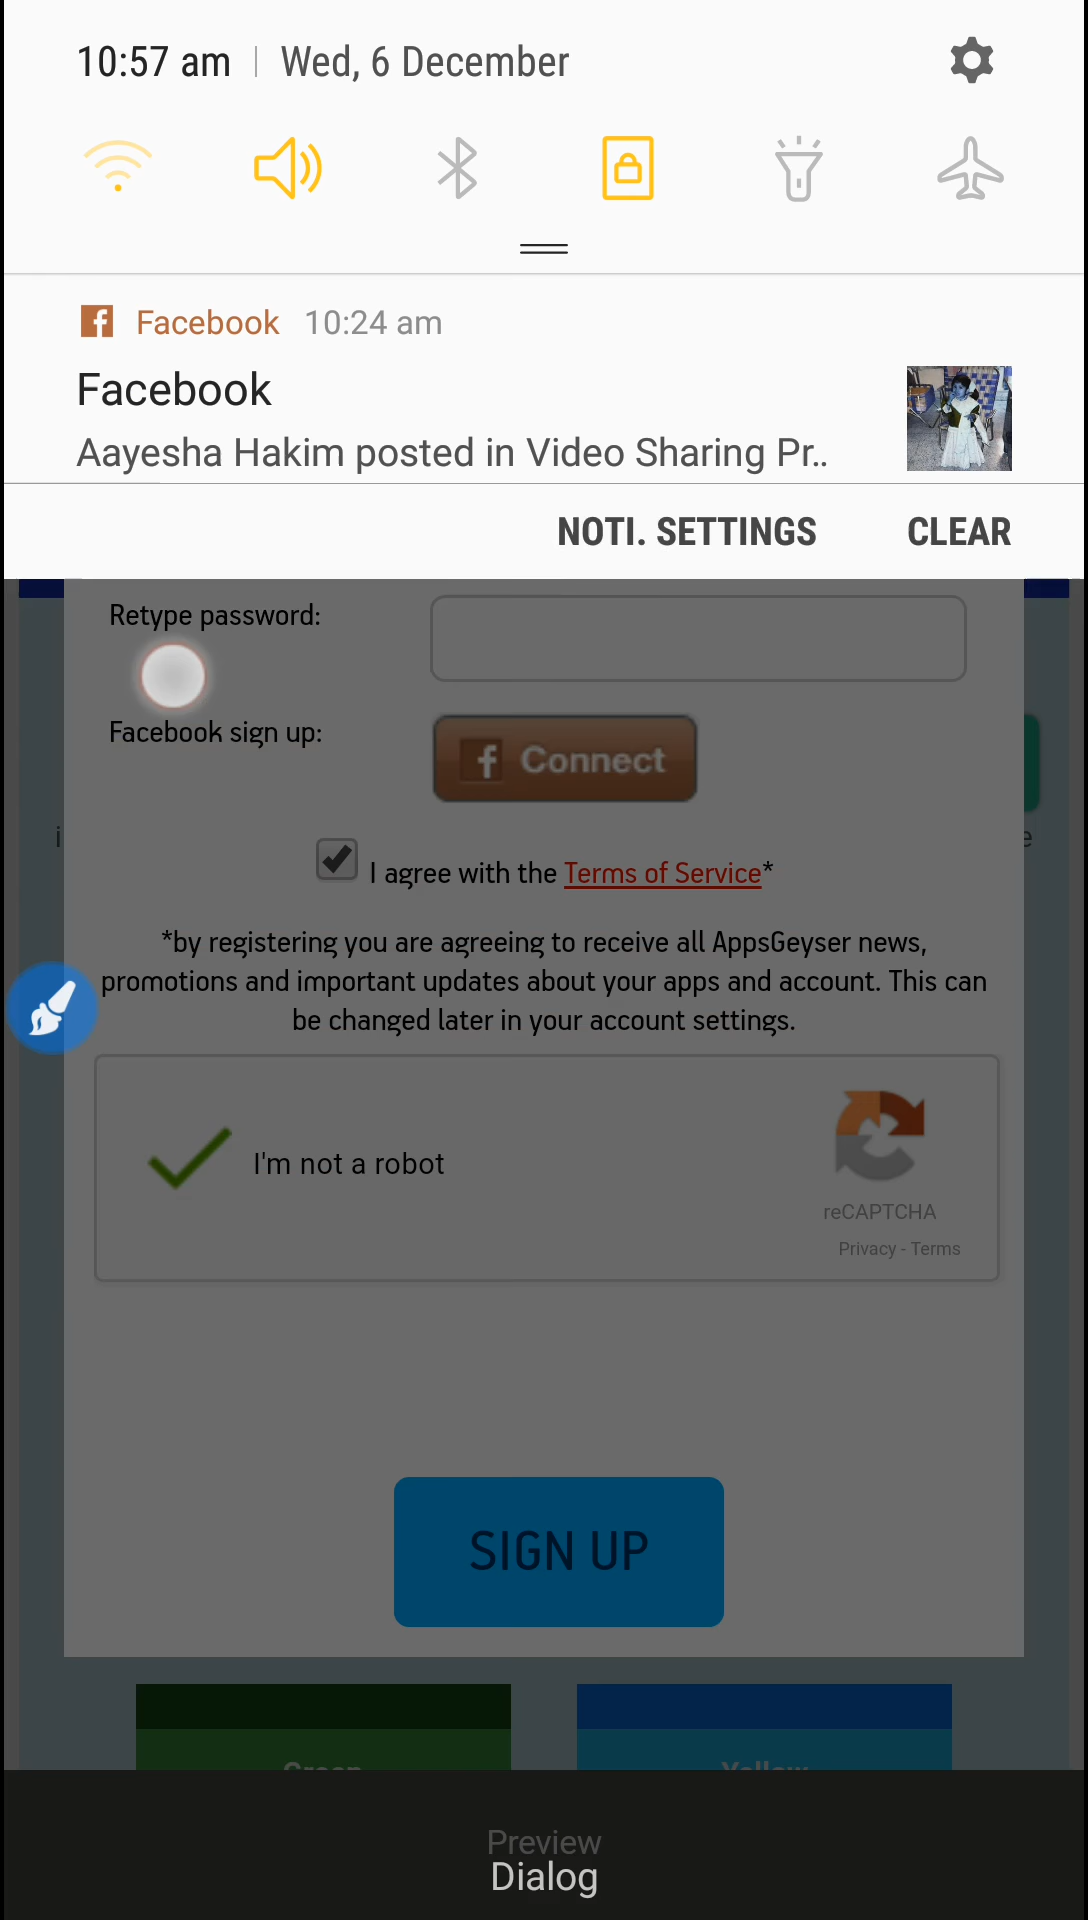 10:57 am | Wed, 6 December
Facebook 10:24 am
Facebook
Aayesha Hakim posted in Video Sharing Pr..
NOTI. SETTINGS CLEAR
Retype password:
Facebook sign up:
f Connect
i
e
I agree with the Terms of Service*
*by registering you are agreeing to receive all AppsGeyser news,
promotions and important updates about your apps and account. This can
be changed later in your account settings.
I'm not a robot
reCAPTCHA
Privacy - Terms
SIGN UP
Green Yellow
Preview
Dialog